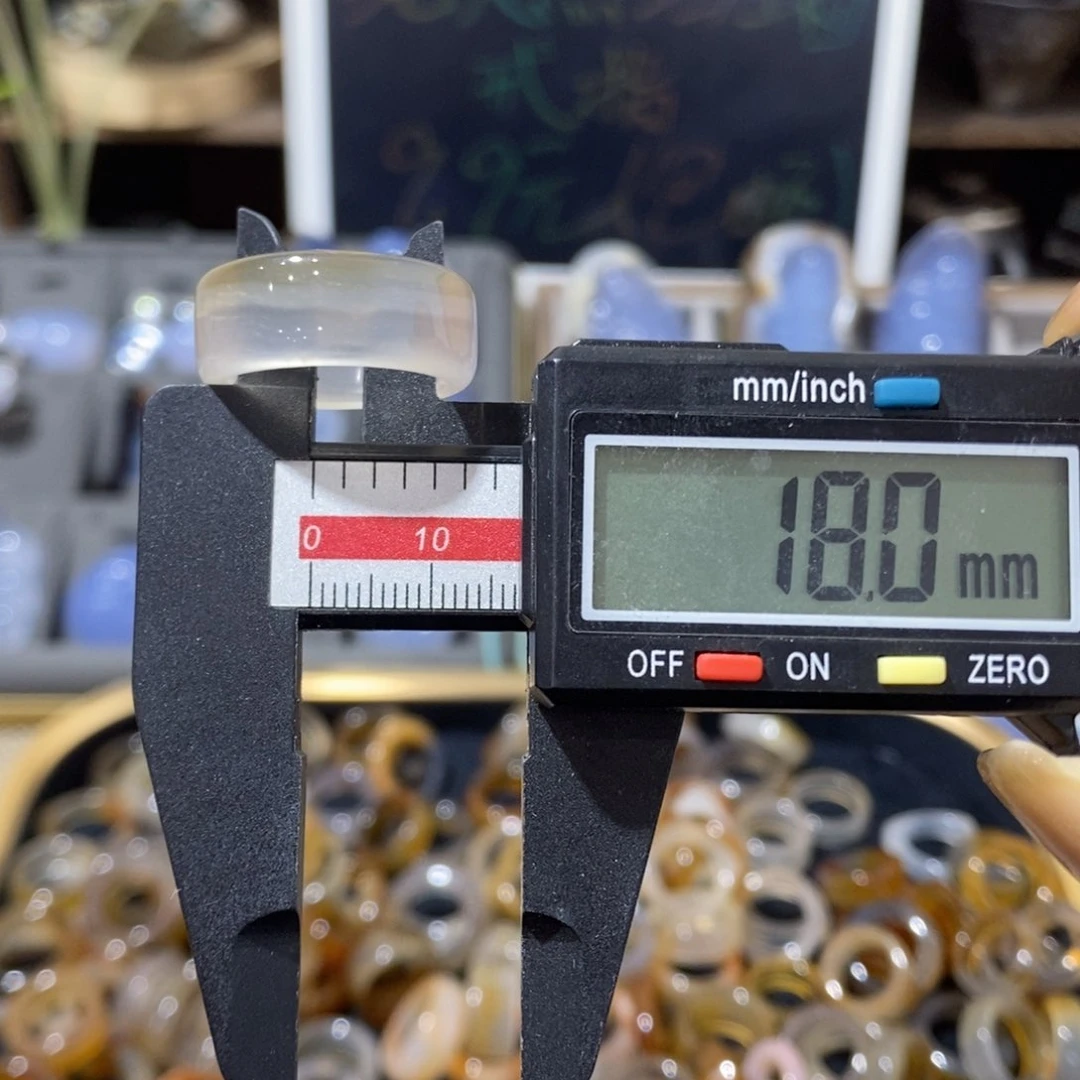 mm/inch
18.0 mm
0 10
OFF ON ZERO